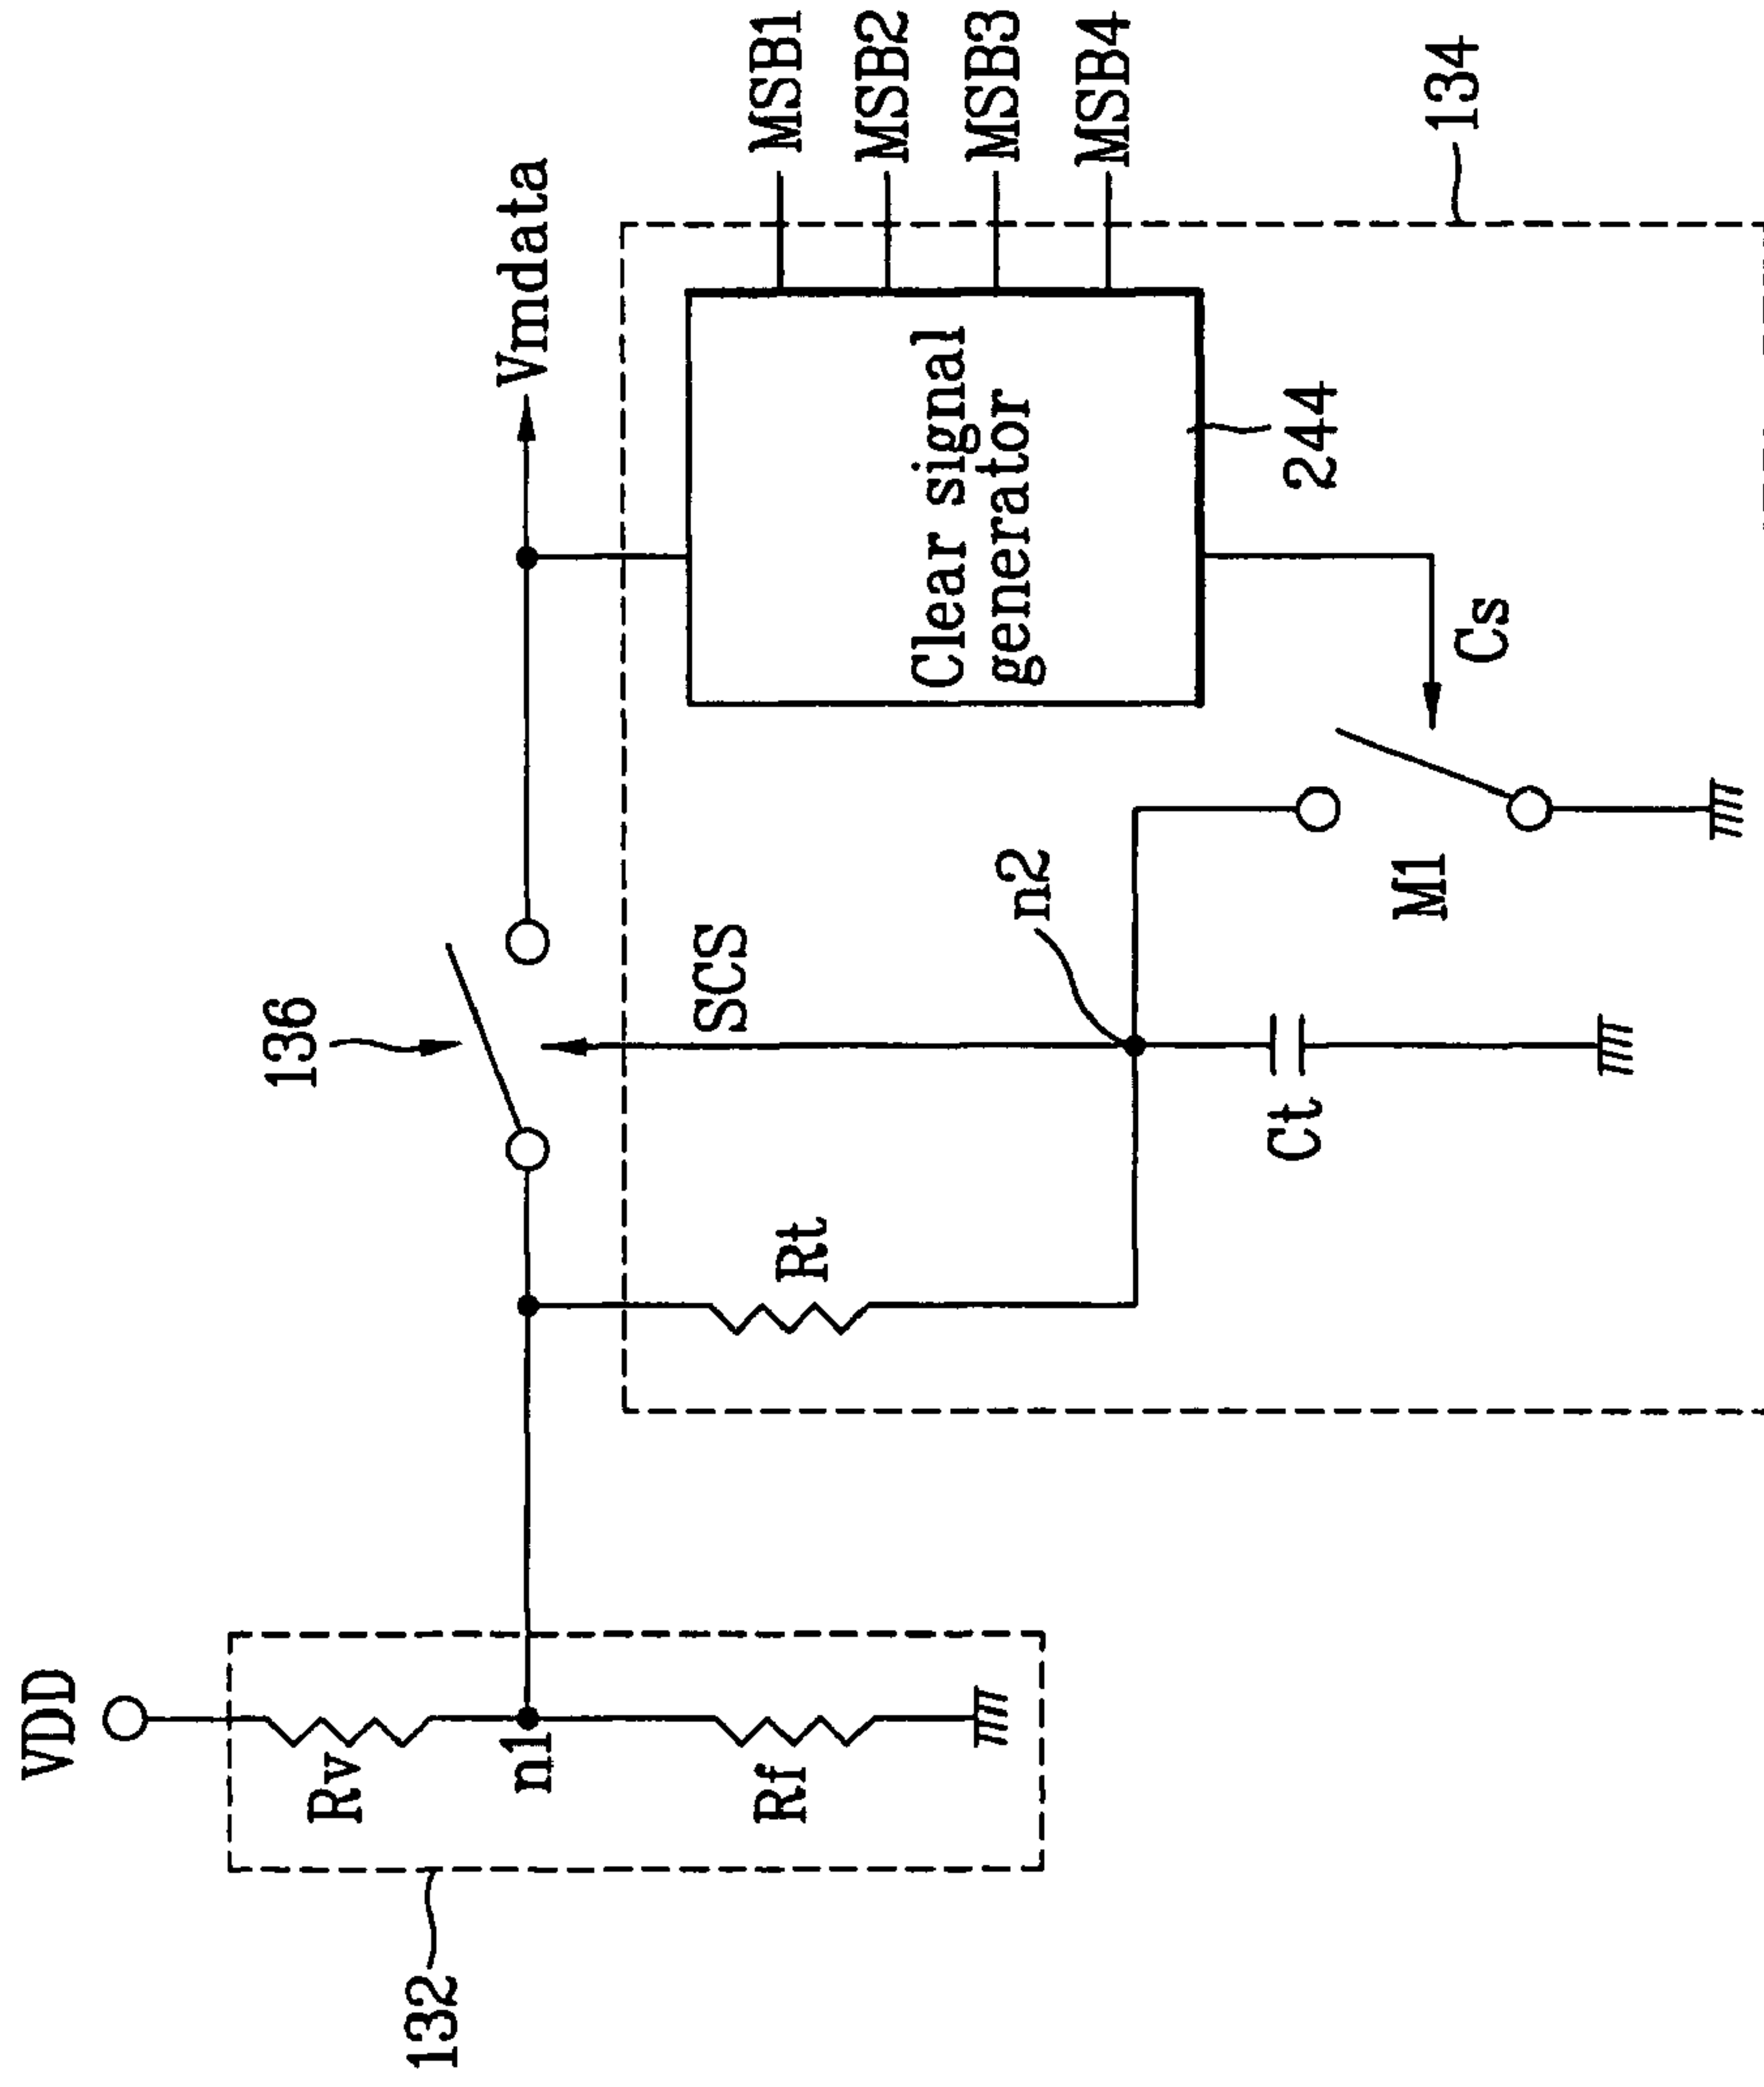 VDD
Rv
n1
Rf
132
136
Rt
SCS
n2
Ct
M1
Cs
Vmdata
Clear signal
generator
244
MSB1
MSB2
MSB3
MSB4
134